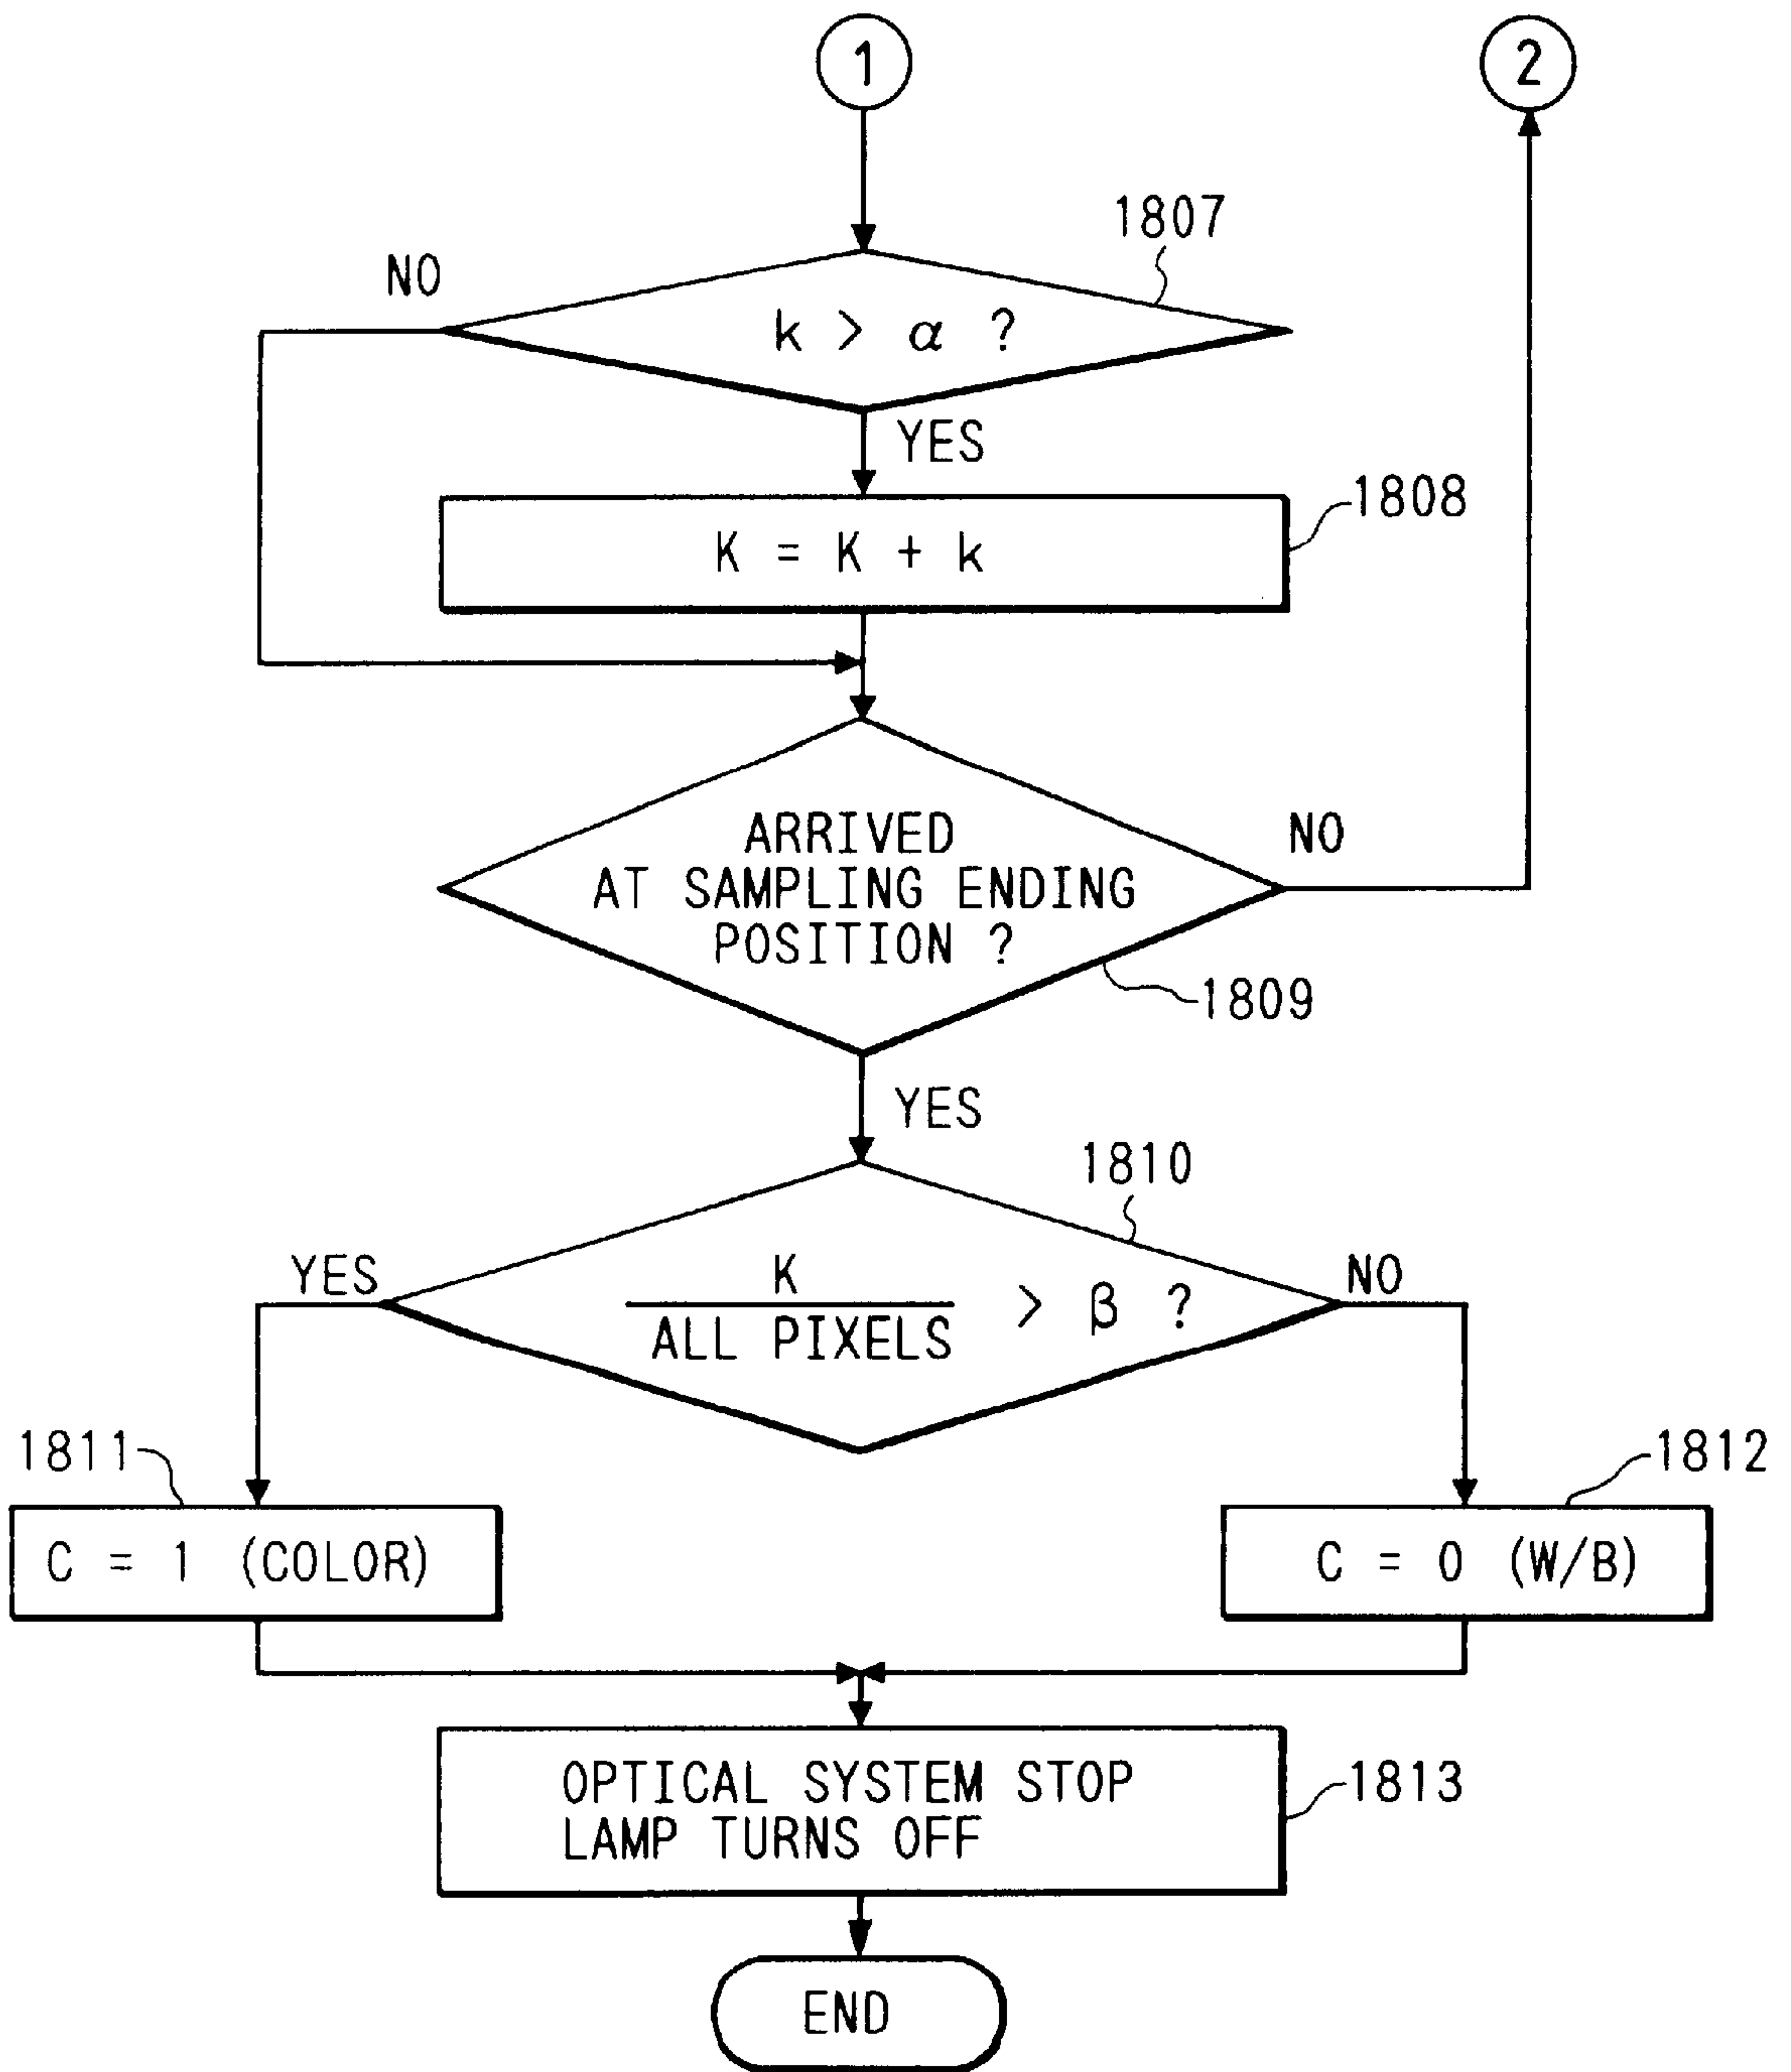 1
2
1807
NO
k > α ?
YES
1808
K = K + k
ARRIVED
NO
AT SAMPLING ENDING
POSITION ?
1809
YES
1810
YES
K
NO
> β ?
ALL PIXELS
1811
1812
C = 1 (COLOR)
C = 0 (W/B)
OPTICAL SYSTEM STOP
1813
LAMP TURNS OFF
END